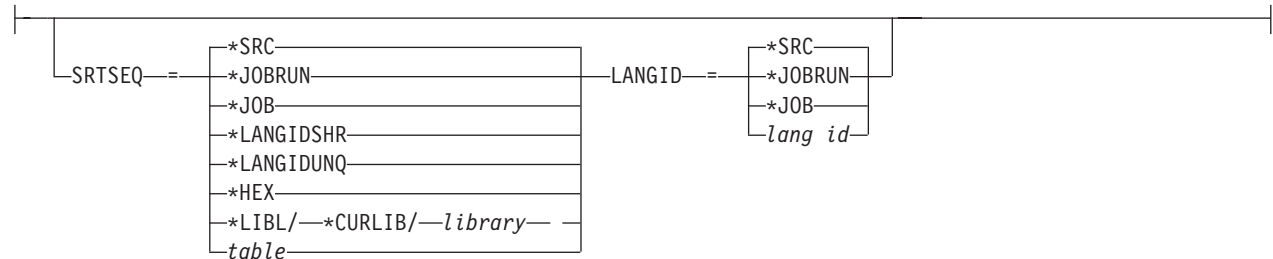 *SRC *SRC
SRTSEQ = *JOBRUN LANGID = *JOBRUN
*JOB *JOB
*LANGIDSHR lang id
*LANGIDUNQ
*HEX
*LIBL/ *CURLIB/ library
table